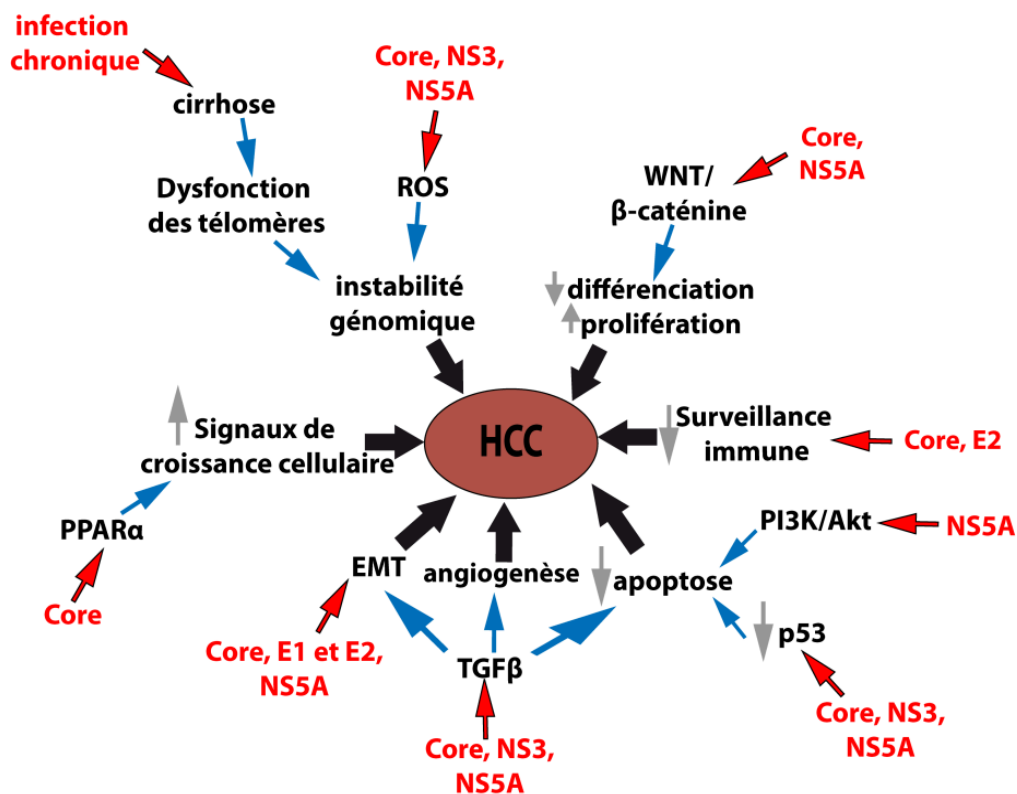 infection
chronique
cirrhose
Dysfonction
des télomères
Core, NS3,
NS5A
ROS
instabilité
génomique
Core,
NS5A
WNT/
β-caténine
différenciation
prolifération
Signaux de
croissance cellulaire
HCC
Surveillance
immune
Core, E2
PPARα
Core
PI3K/Akt
NS5A
EMT
angiogenèse
apoptose
p53
Core, E1 et E2,
NS5A
TGFβ
Core, NS3,
NS5A
Core, NS3,
NS5A